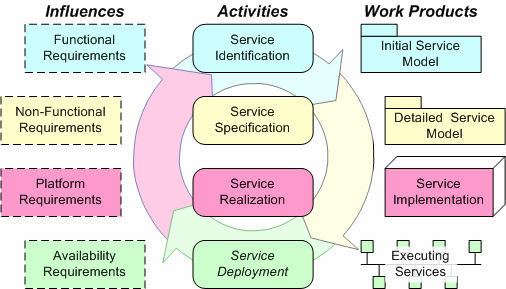 Influences
Activities
Work Products
Functional
Requirements
Service
Identification
Initial Service
Model
Non-Functional
Requirements
Service
Specification
Detailed Service
Model
Platform
Requirements
Service
Realization
Service
Implementation
Availability
Requirements
Service
Deployment
Executing
Services